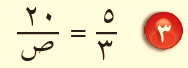 ٣ ٥/٣ = ٢٠/ص